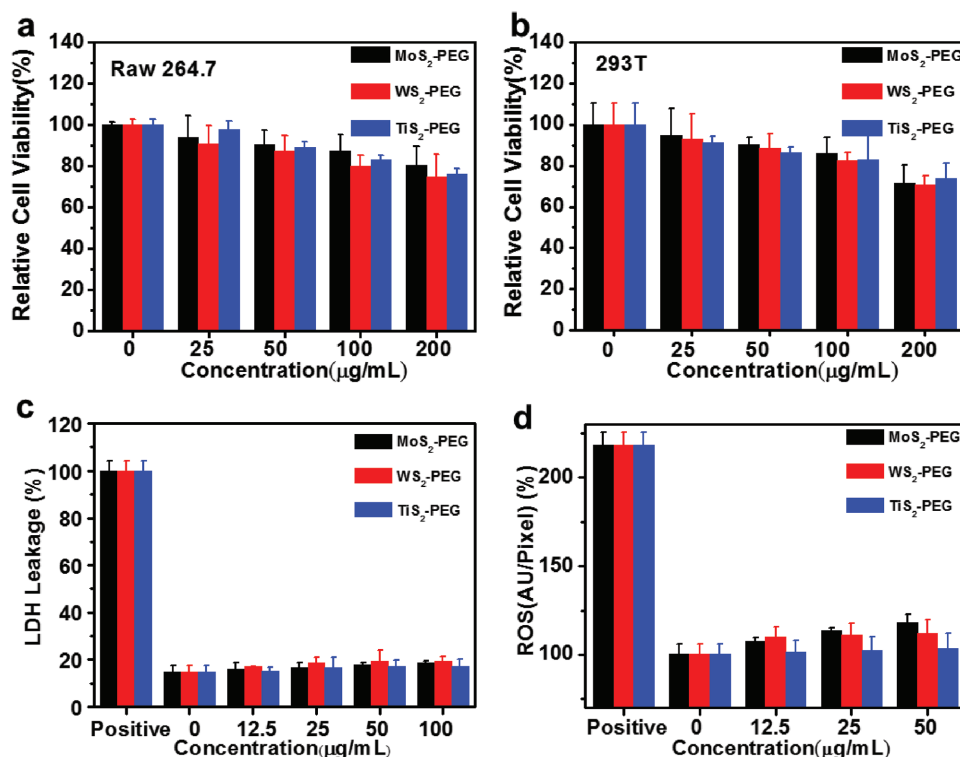 a
Relative Cell Viability(%)
140
120
100
80
60
40
20
0
Raw 264.7
MoS2-PEG
WS2-PEG
TiS2-PEG
0 25 50 100 200
Concentration(μg/mL)
b
Relative Cell Viability(%)
140
120
100
80
60
40
20
0
293T
MoS2-PEG
WS2-PEG
TiS2-PEG
0 25 50 100 200
Concentration(μg/mL)
c
LDH Leakage (%)
120
100
80
60
40
20
0
MoS2-PEG
WS2-PEG
TiS2-PEG
Positive 0 12.5 25 50 100
Concentration(μg/mL)
d
ROS(AU/Pixel) (%)
200
150
100
MoS2-PEG
WS2-PEG
TiS2-PEG
Positive 0 12.5 25 50
Concentration(μg/mL)